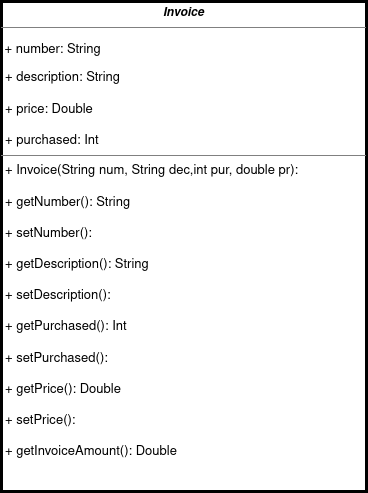 Invoice
+ number: String
+ description: String
+ price: Double
+ purchased: Int
+ Invoice(String num, String dec,int pur, double pr):
+ getNumber(): String
+ setNumber():
+ getDescription(): String
+ setDescription():
+ getPurchased(): Int
+ setPurchased():
+ getPrice(): Double
+ setPrice():
+ getInvoiceAmount(): Double